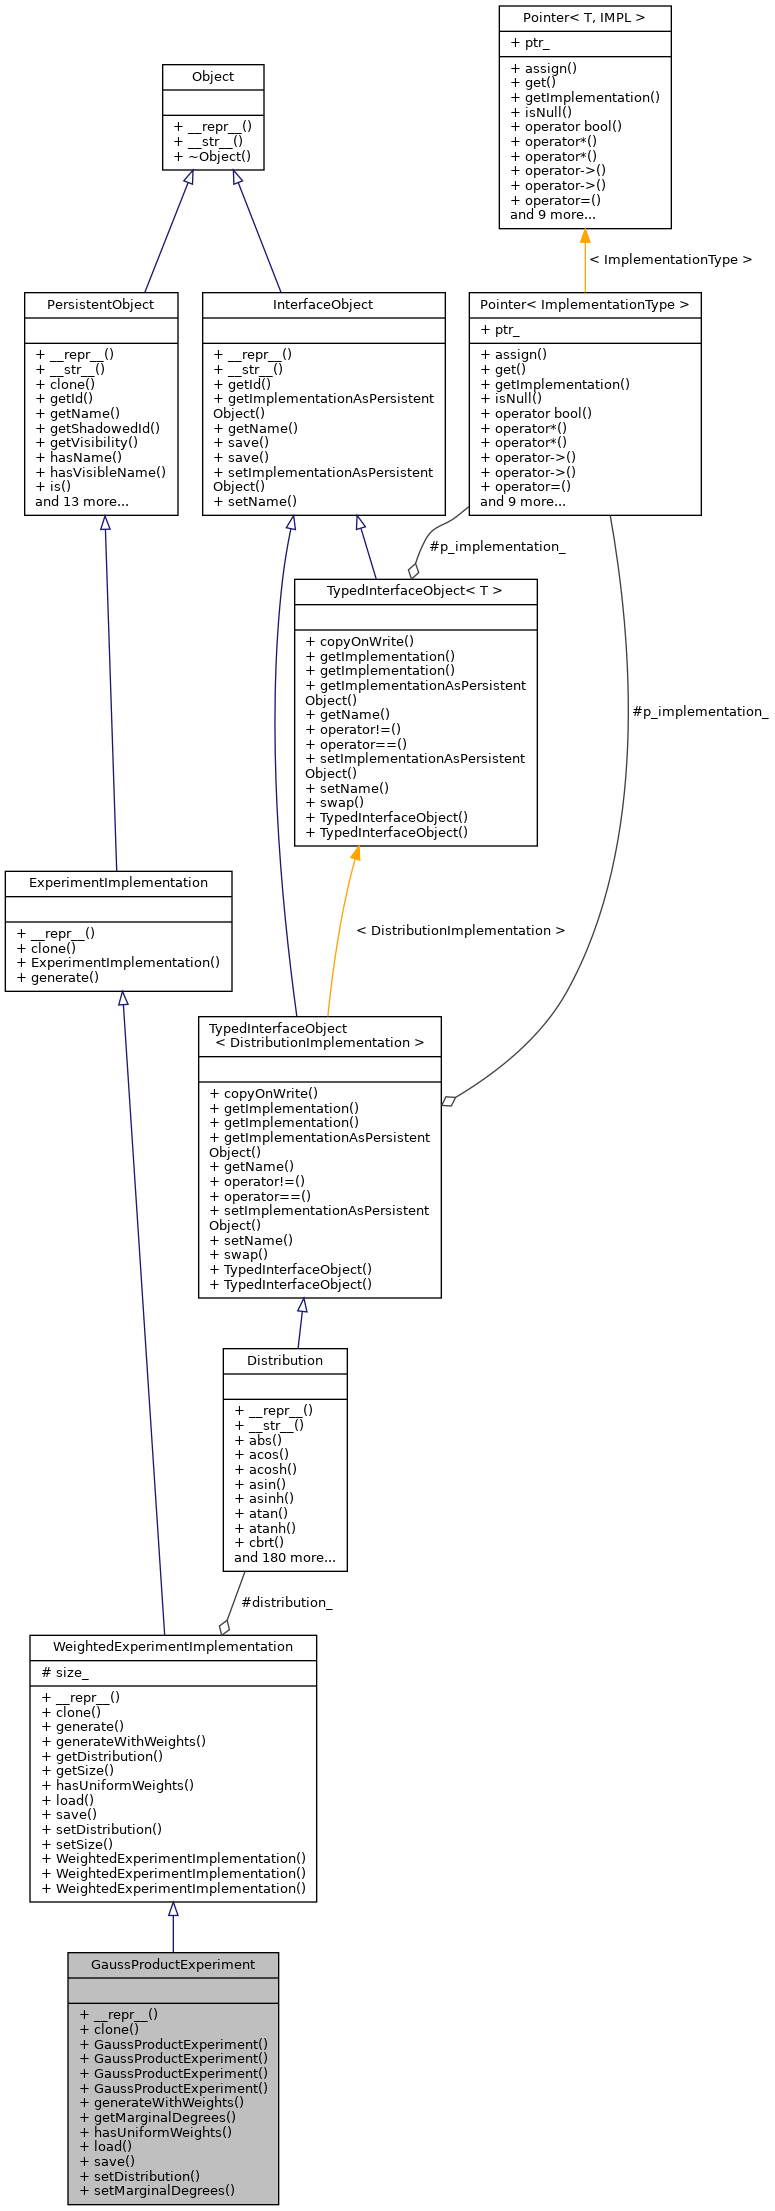 Pointer< T, IMPL >
+ ptr_
+ assign()
+ get()
+ getImplementation()
+ isNull()
+ operator bool()
+ operator*()
+ operator*()
+ operator->()
+ operator->()
+ operator=()
and 9 more...
Object
+ __repr__()
+ __str__()
+ ~Object()
< ImplementationType >
PersistentObject
+ __repr__()
+ __str__()
+ clone()
+ getId()
+ getName()
+ getShadowedId()
+ getVisibility()
+ hasName()
+ hasVisibleName()
+ is()
and 13 more...
InterfaceObject
+ __repr__()
+ __str__()
+ getId()
+ getImplementationAsPersistent
Object()
+ getName()
+ save()
+ save()
+ setImplementationAsPersistent
Object()
+ setName()
Pointer< ImplementationType >
+ ptr_
+ assign()
+ get()
+ getImplementation()
+ isNull()
+ operator bool()
+ operator*()
+ operator*()
+ operator->()
+ operator->()
+ operator=()
and 9 more...
#p_implementation_
TypedInterfaceObject< T >
+ copyOnWrite()
+ getImplementation()
+ getImplementation()
+ getImplementationAsPersistent
Object()
+ getName()
+ operator!=()
+ operator==()
+ setImplementationAsPersistent
Object()
+ setName()
+ swap()
+ TypedInterfaceObject()
+ TypedInterfaceObject()
#p_implementation_
ExperimentImplementation
+ __repr__()
+ clone()
+ ExperimentImplementation()
+ generate()
< DistributionImplementation >
TypedInterfaceObject
< DistributionImplementation >
+ copyOnWrite()
+ getImplementation()
+ getImplementation()
+ getImplementationAsPersistent
Object()
+ getName()
+ operator!=()
+ operator==()
+ setImplementationAsPersistent
Object()
+ setName()
+ swap()
+ TypedInterfaceObject()
+ TypedInterfaceObject()
Distribution
+ __repr__()
+ __str__()
+ abs()
+ acos()
+ acosh()
+ asin()
+ asinh()
+ atan()
+ atanh()
+ cbrt()
and 180 more...
#distribution_
WeightedExperimentImplementation
# size_
+ __repr__()
+ clone()
+ generate()
+ generateWithWeights()
+ getDistribution()
+ getSize()
+ hasUniformWeights()
+ load()
+ save()
+ setDistribution()
+ setSize()
+ WeightedExperimentImplementation()
+ WeightedExperimentImplementation()
+ WeightedExperimentImplementation()
GaussProductExperiment
+ __repr__()
+ clone()
+ GaussProductExperiment()
+ GaussProductExperiment()
+ GaussProductExperiment()
+ GaussProductExperiment()
+ generateWithWeights()
+ getMarginalDegrees()
+ hasUniformWeights()
+ load()
+ save()
+ setDistribution()
+ setMarginalDegrees()